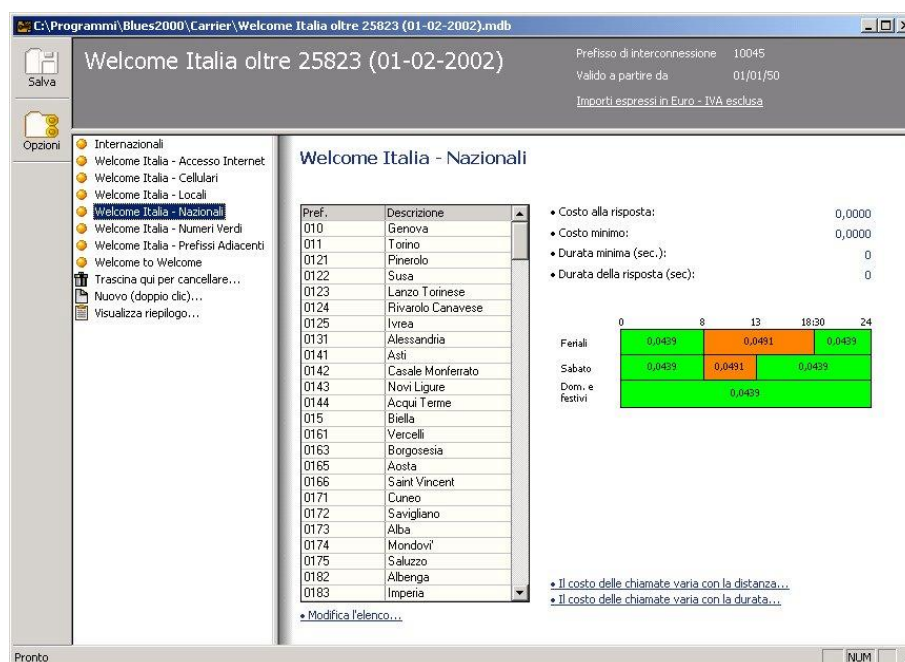 C:\Programmi\Blues2000\Carrier\Welcome Italia oltre 25823 (01-02-2002).mdb
Salva
Opzioni
Welcome Italia oltre 25823 (01-02-2002)
Prefisso di interconnessione 10045
Valido a partire da 01/01/50
Importi espressi in Euro - IVA esclusa
Internazionali
Welcome Italia - Accesso Internet
Welcome Italia - Cellulari
Welcome Italia - Locali
Welcome Italia - Nazionali
Welcome Italia - Numeri Verdi
Welcome Italia - Prefissi Adiacenti
Welcome to Welcome
Trascina qui per cancellare...
Nuovo (doppio clic)...
Visualizza riepilogo...
Welcome Italia - Nazionali
Pref. Descrizione
010 Genova
011 Torino
0121 Pinerolo
0122 Susa
0123 Lanzo Torinese
0124 Rivarolo Canavese
0125 Ivrea
0131 Alessandria
0141 Asti
0142 Casale Monferrato
0143 Novi Ligure
0144 Acqui Terme
015 Biella
0161 Vercelli
0163 Borgosesia
0165 Aosta
0166 Saint Vincent
0171 Cuneo
0172 Savigliano
0173 Alba
0174 Mondovi'
0175 Saluzzo
0182 Albenga
0183 Imperia
• Modifica l'elenco...
• Costo alla risposta: 0,0000
• Costo minimo: 0,0000
• Durata minima (sec.): 0
• Durata della risposta (sec): 0
0 8 13 18:30 24
Feriali 0,0439 0,0491 0,0439
Sabato 0,0439 0,0491 0,0439
Dom. e
festivi 0,0439
• Il costo delle chiamate varia con la distanza...
• Il costo delle chiamate varia con la durata...
Pronto NUM